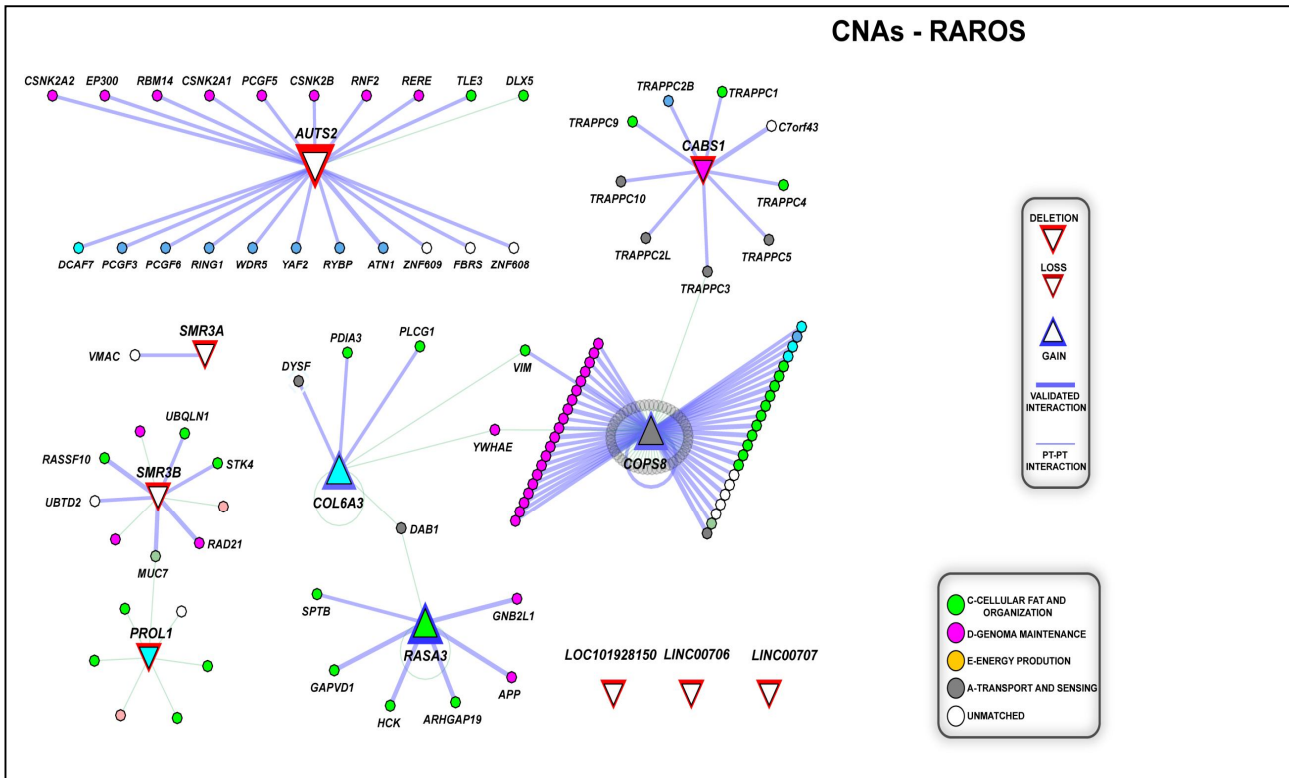 CNAs - RAROS
CSNK2A2 EP300 RBM14 CSNK2A1 PCGF5 CSNK2B RNF2 RERE TLE3 DLX5
AUTS2
DCAF7 PCGF3 PCGF6 RING1 WDR5 YAF2 RYBP ATN1 ZNF609 FBRS ZNF608
TRAPPC2B
TRAPPC1
TRAPPC9
C7orf43
CABS1
TRAPPC10
TRAPPC4
TRAPPC2L
TRAPPC5
TRAPPC3
SMR3A
VMAC
PDIA3
PLCG1
DYSF
VIM
YWHAE
COPS8
COL6A3
DAB1
UBQLN1
RASSF10
STK4
SMR3B
UBTD2
RAD21
MUC7
PROL1
SPTB
GNB2L1
RASA3
GAPVD1
APP
HCK
ARHGAP19
LOC101928150 LINC00706 LINC00707
DELETION
LOSS
GAIN
VALIDATED
INTERACTION
PT-PT
INTERACTION
C-CELLULAR FAT AND
ORGANIZATION
D-GENOMA MAINTENANCE
E-ENERGY PRODUTION
A-TRANSPORT AND SENSING
UNMATCHED